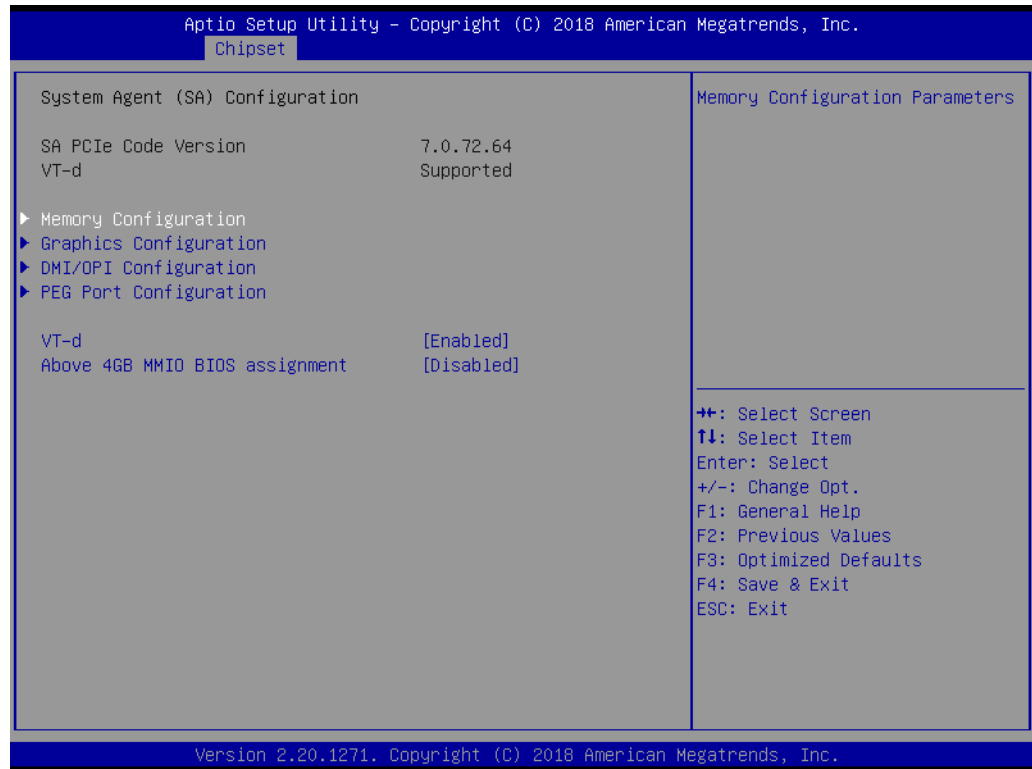 Aptio Setup Utility – Copyright (C) 2018 American Megatrends, Inc.
Chipset
System Agent (SA) Configuration
SA PCIe Code Version 7.0.72.64
VT-d Supported
▶ Memory Configuration
▶ Graphics Configuration
▶ DMI/OPI Configuration
▶ PEG Port Configuration
VT-d [Enabled]
Above 4GB MMIO BIOS assignment [Disabled]
Memory Configuration Parameters
→←: Select Screen
↑↓: Select Item
Enter: Select
+/-: Change Opt.
F1: General Help
F2: Previous Values
F3: Optimized Defaults
F4: Save & Exit
ESC: Exit
Version 2.20.1271. Copyright (C) 2018 American Megatrends, Inc.